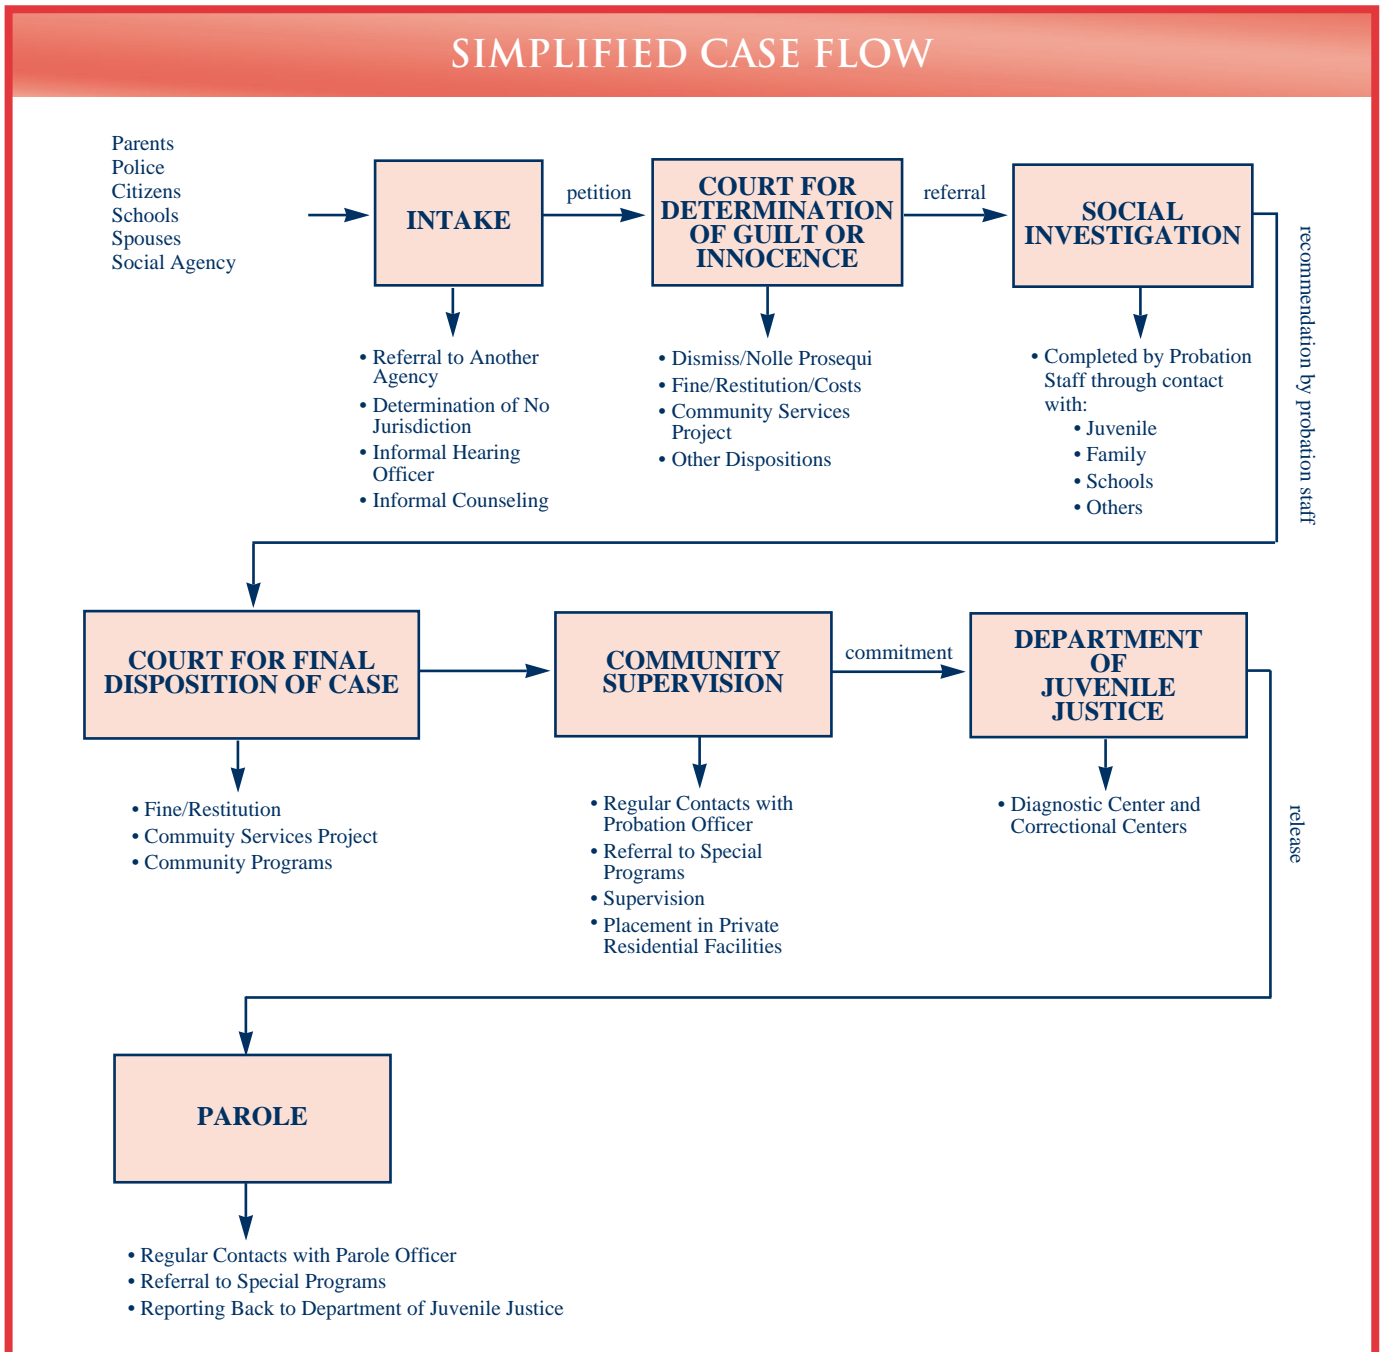 SIMPLIFIED CASE FLOW
Parents
Police
Citizens
Schools
Spouses
Social Agency
INTAKE
petition
COURT FOR
DETERMINATION
OF GUILT OR
INNOCENCE
referral
SOCIAL
INVESTIGATION
recommendation by probation staff
• Referral to Another
Agency
• Determination of No
Jurisdiction
• Informal Hearing
Officer
• Informal Counseling
• Dismiss/Nolle Prosequi
• Fine/Restitution/Costs
• Community Services
Project
• Other Dispositions
• Completed by Probation
Staff through contact
with:
• Juvenile
• Family
• Schools
• Others
COURT FOR FINAL
DISPOSITION OF CASE
COMMUNITY
SUPERVISION
commitment
DEPARTMENT
OF
JUVENILE
JUSTICE
release
• Fine/Restitution
• Commuity Services Project
• Community Programs
• Regular Contacts with
Probation Officer
• Referral to Special
Programs
• Supervision
• Placement in Private
Residential Facilities
• Diagnostic Center and
Correctional Centers
PAROLE
• Regular Contacts with Parole Officer
• Referral to Special Programs
• Reporting Back to Department of Juvenile Justice